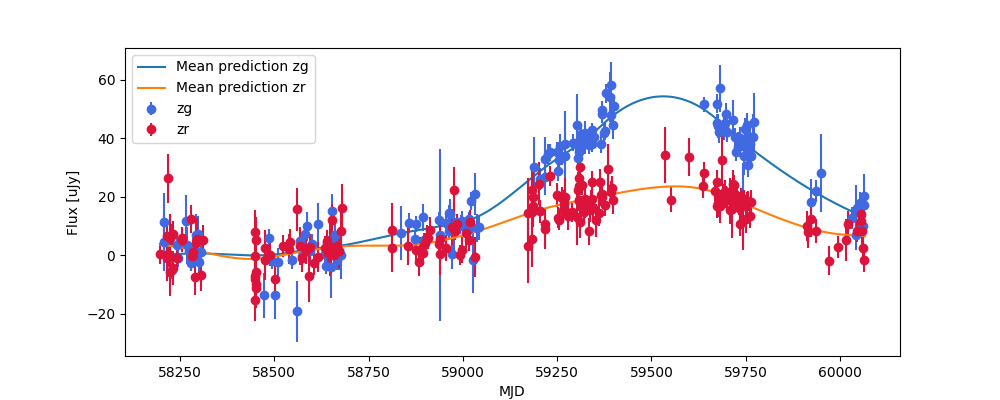 Mean prediction zg
Mean prediction zr
zg
zr
Flux [uJy]
60
40
20
0
−20
58250 58500 58750 59000 59250 59500 59750 60000
MJD